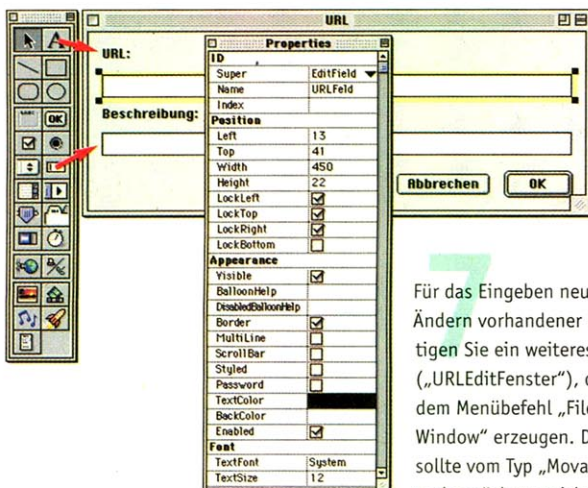 URL
URL:
Beschreibung:
Abbrechen
OK
A
OK
Properties
ID
Super EditField
Name URLFeld
Index
Position
Left 13
Top 41
Width 450
Height 22
LockLeft
LockTop
LockRight
LockBottom
Appearance
Visible
BalloonHelp
DisabledBalloonHelp
Border
MultiLine
ScrollBar
Styled
Password
TextColor
BackColor
Enabled
Font
TextFont System
TextSize 12
7
Für das Eingeben neu
Ändern vorhandener
tigen Sie ein weiteres
(„URLEditFenster“),
dem Menübefehl „File
Window“ erzeugen.
sollte vom Typ „Mova